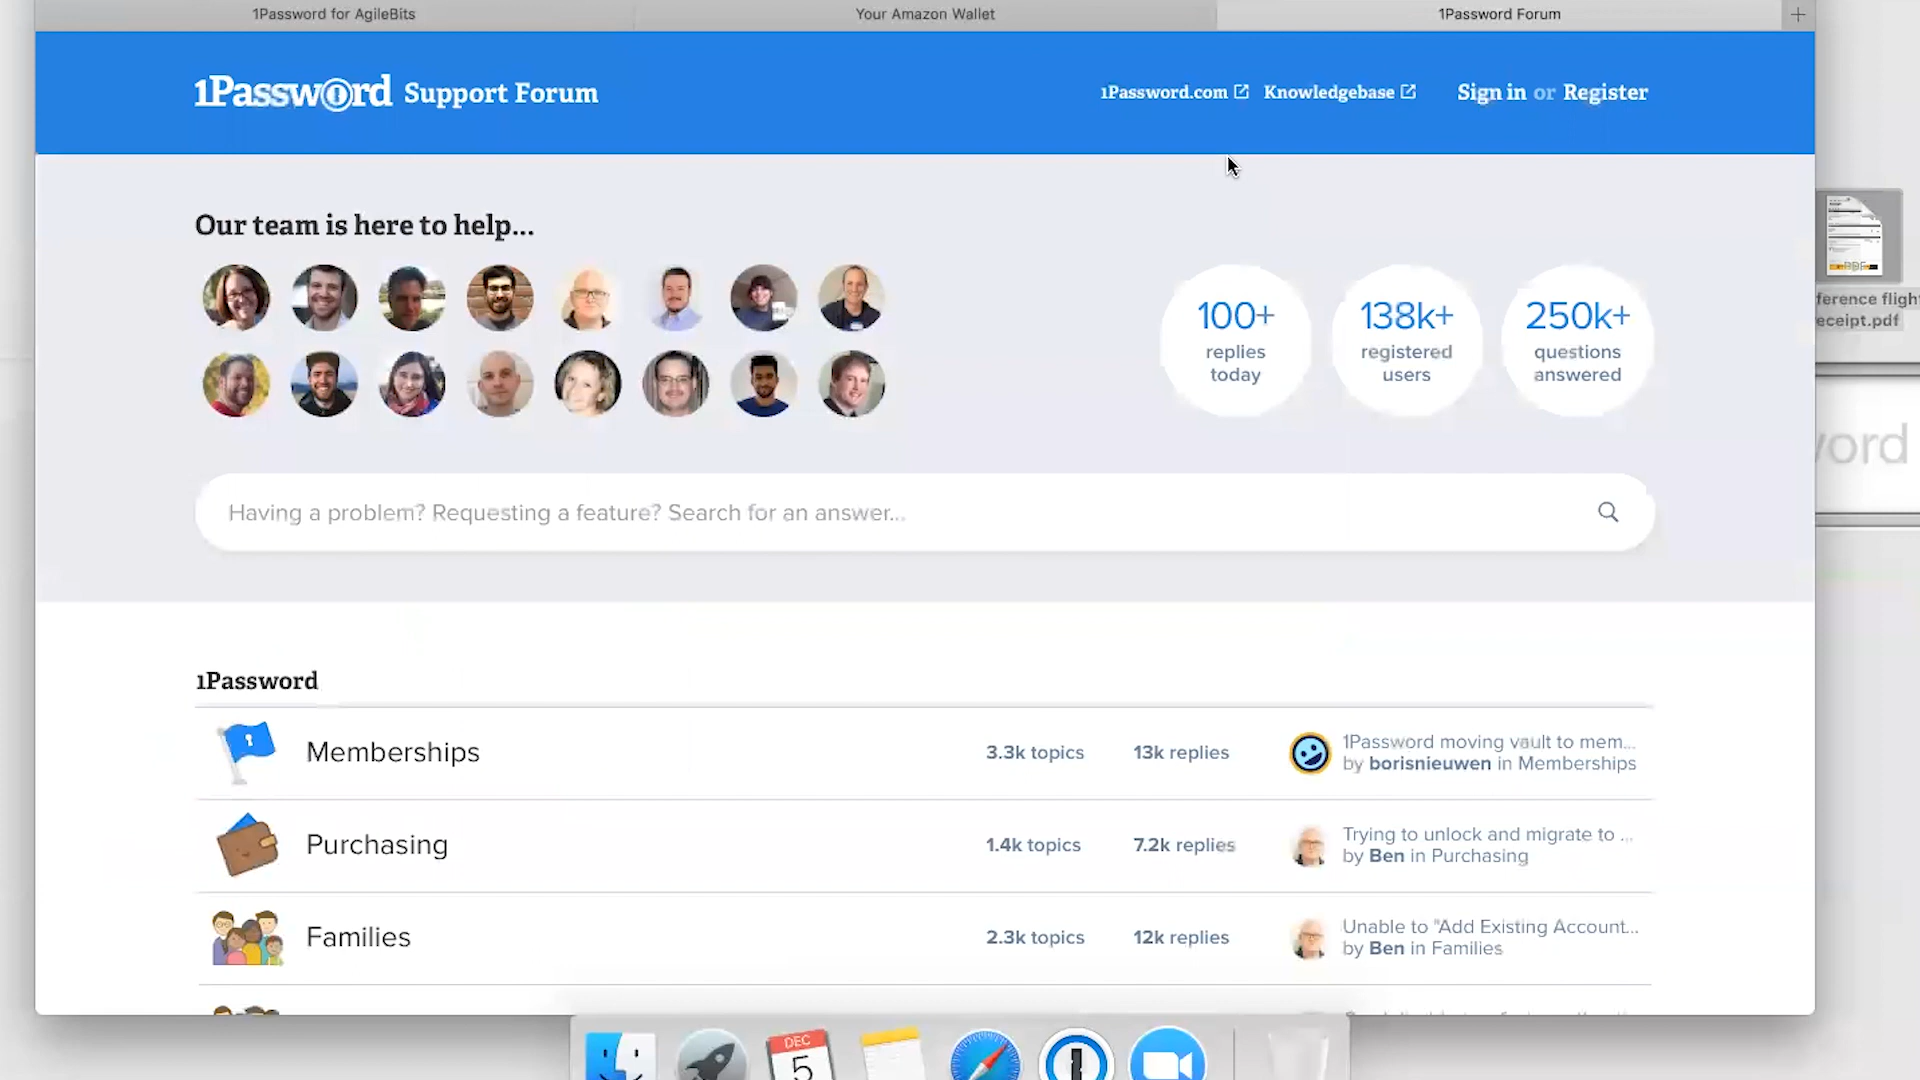 1Password for AgileBits
Your Amazon Wallet
1Password Forum
1Password Support Forum
1Password.com
Knowledgebase
Sign in or Register
Our team is here to help...
100+
replies
today
138k+
registered
users
250k+
questions
answered
PDF
ference flight
eceipt.pdf
word
Having a problem? Requesting a feature? Search for an answer...
1Password
Memberships
3.3k topics
13k replies
1Password moving vault to mem...
by borisnieuwen in Memberships
Purchasing
1.4k topics
7.2k replies
Trying to unlock and migrate to ...
by Ben in Purchasing
Families
2.3k topics
12k replies
Unable to "Add Existing Account...
by Ben in Families
DEC
5